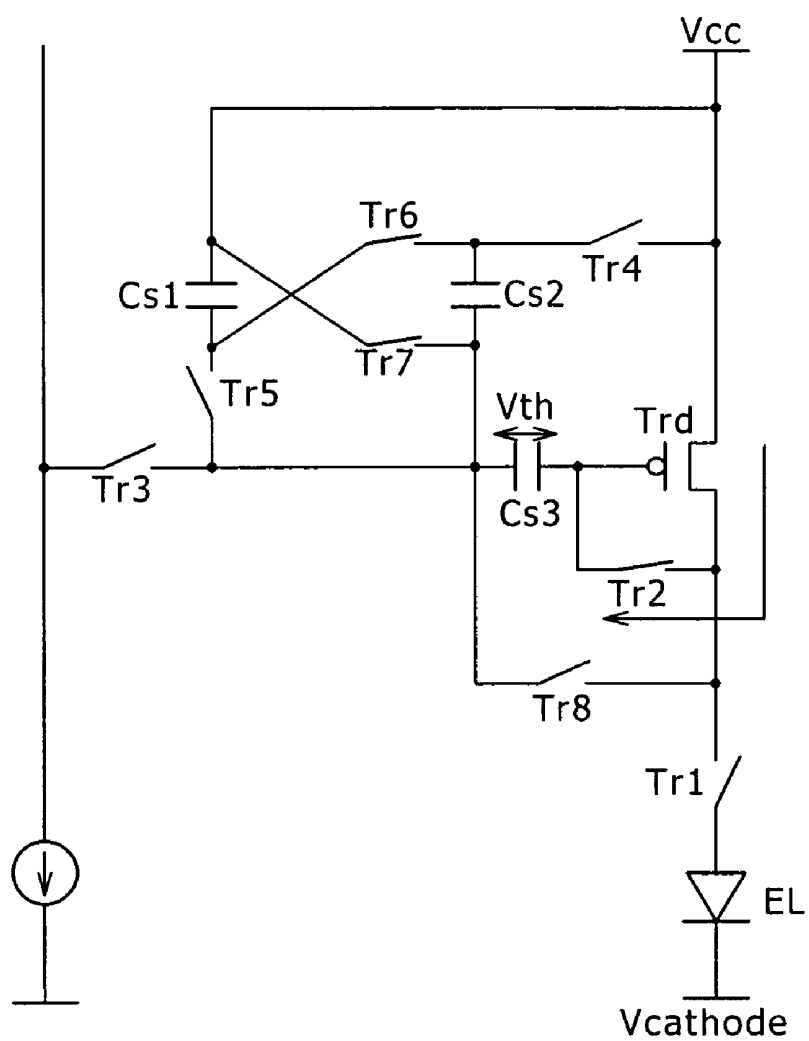 Vcc
Tr6
Tr4
Cs1
Cs2
Tr7
Tr5
Vth
Trd
Tr3
Cs3
Tr2
Tr8
Tr1
EL
Vcathode